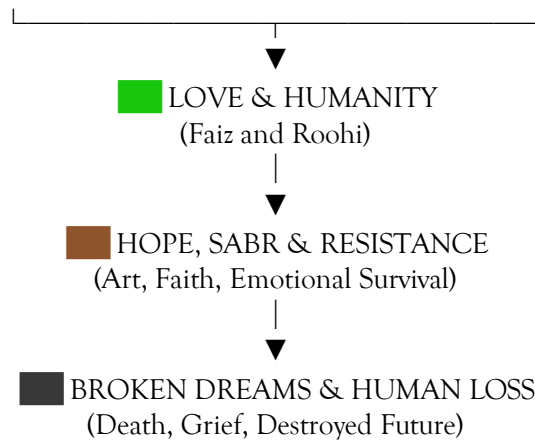 LOVE & HUMANITY
(Faiz and Roohi)
HOPE, SABR & RESISTANCE
(Art, Faith, Emotional Survival)
BROKEN DREAMS & HUMAN LOSS
(Death, Grief, Destroyed Future)